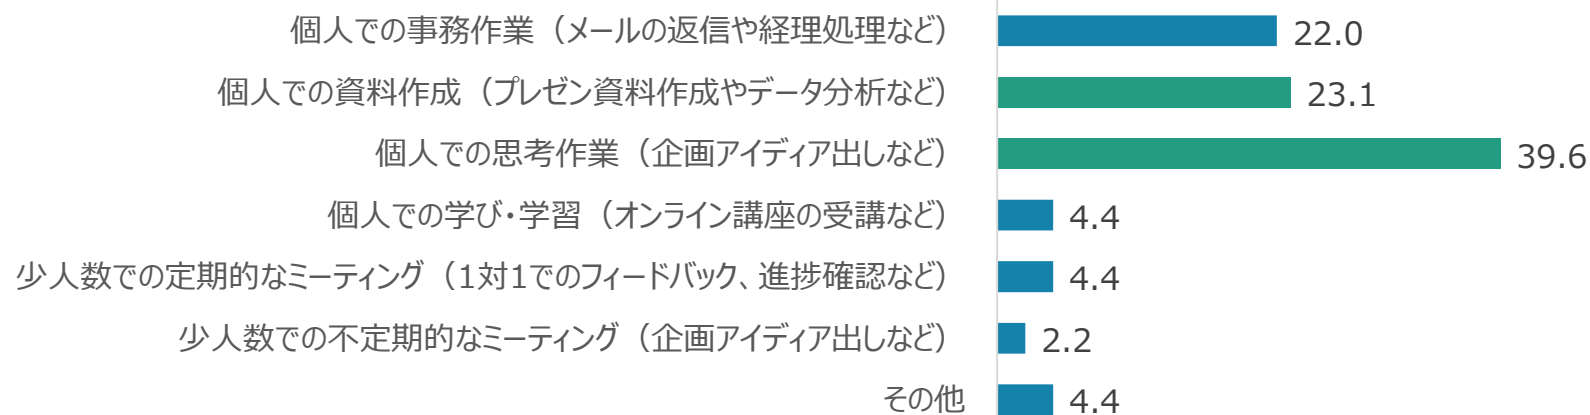 個人での事務作業（メールの返信や経理処理など） 22.0
個人での資料作成（プレゼン資料作成やデータ分析など） 23.1
個人での思考作業（企画アイディア出しなど） 39.6
個人での学び・学習（オンライン講座の受講など） 4.4
少人数での定期的なミーティング（1対1でのフィードバック、進捗確認など） 4.4
少人数での不定期的なミーティング（企画アイディア出しなど） 2.2
その他 4.4